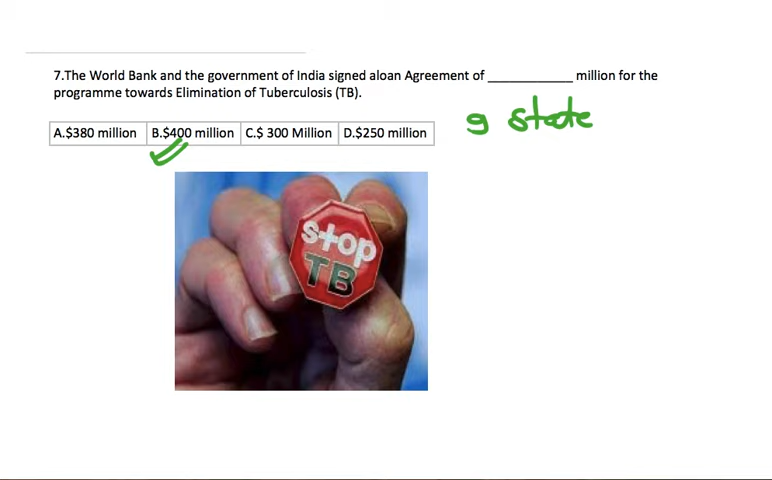 7.The World Bank and the government of India signed aloan Agreement of ____________ million for the
programme towards Elimination of Tuberculosis (TB).
9 state
A.$380 million B.$400 million C.$ 300 Million D.$250 million
stop
TB